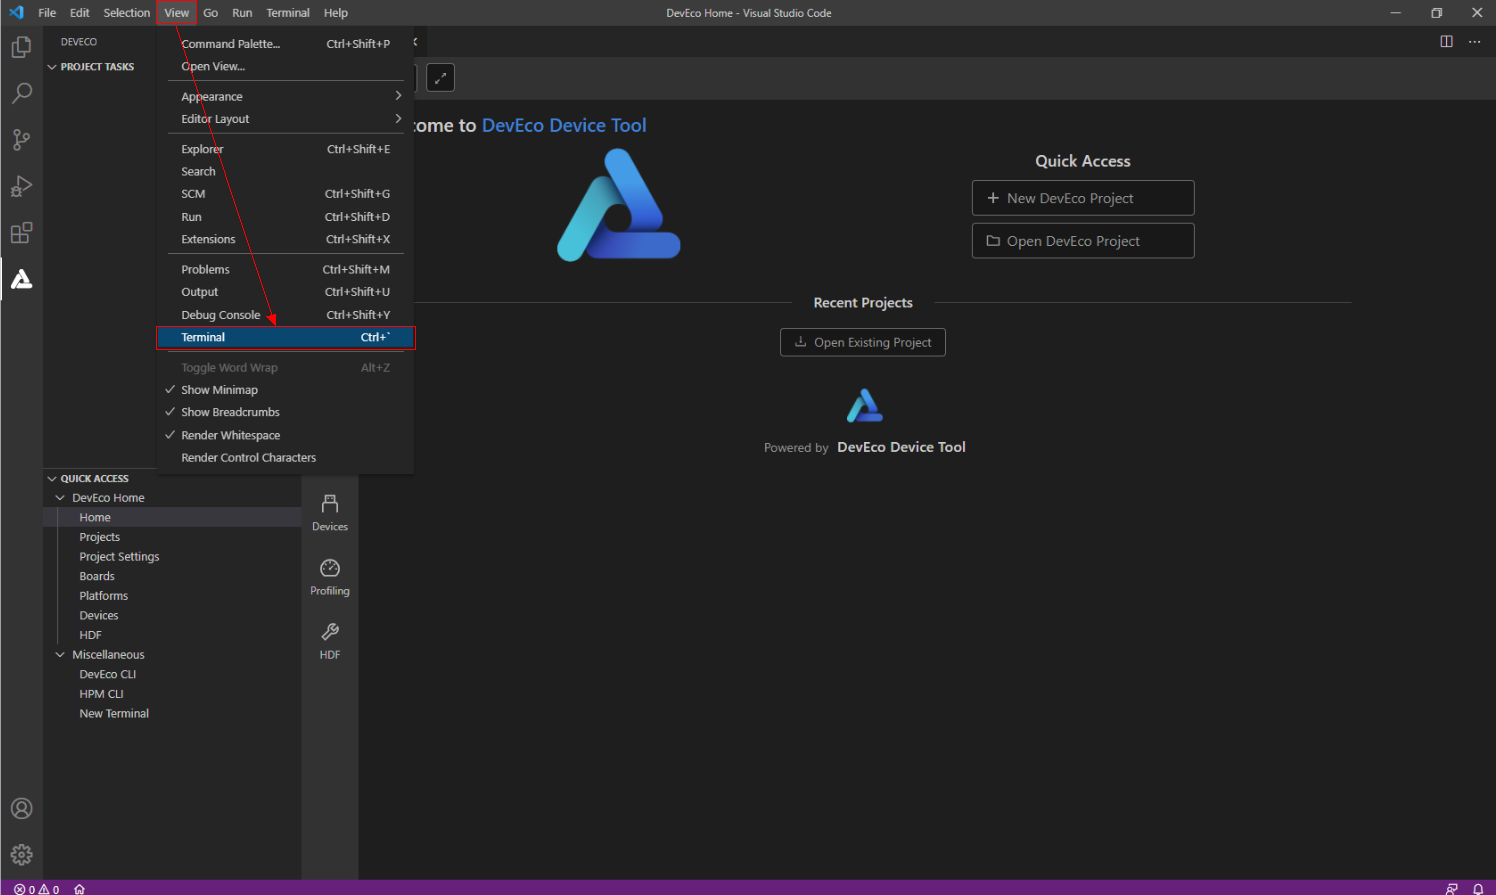 File Edit Selection View Go Run Terminal Help
DevEco Home - Visual Studio Code
DEVECO
PROJECT TASKS
Command Palette... Ctrl+Shift+P
Open View...
Appearance
Editor Layout
Explorer Ctrl+Shift+E
Search
SCM Ctrl+Shift+G
Run Ctrl+Shift+D
Extensions Ctrl+Shift+X
Problems Ctrl+Shift+M
Output Ctrl+Shift+U
Debug Console Ctrl+Shift+Y
Terminal Ctrl+`
Toggle Word Wrap Alt+Z
Show Minimap
Show Breadcrumbs
Render Whitespace
Render Control Characters
QUICK ACCESS
DevEco Home
Home
Projects
Project Settings
Boards
Platforms
Devices
HDF
Miscellaneous
DevEco CLI
HPM CLI
New Terminal
Devices
Profiling
HDF
come to DevEco Device Tool
Quick Access
New DevEco Project
Open DevEco Project
Recent Projects
Open Existing Project
Powered by DevEco Device Tool
0 0